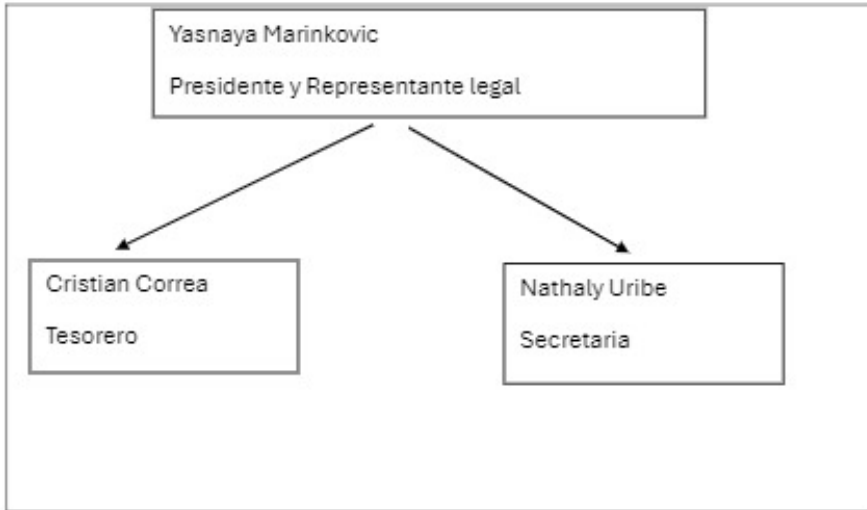 Yasnaya Marinkovic
Presidente y Representante legal
Cristian Correa
Tesorero
Nathaly Uribe
Secretaria